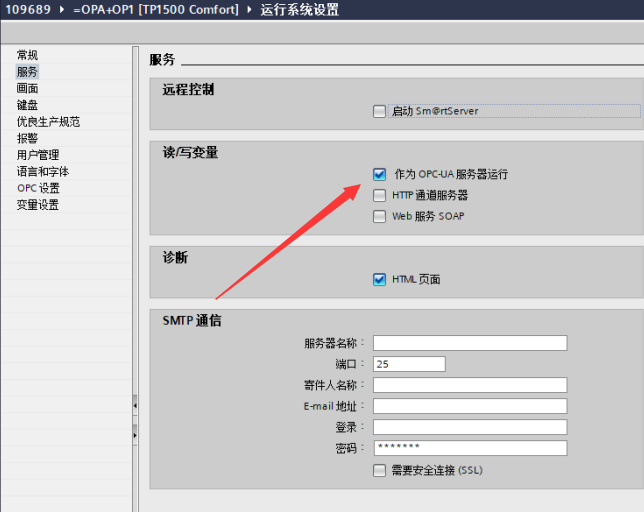 109689 ▸ =OPA+OP1 [TP1500 Comfort] ▸ 运行系统设置
常规
服务
画面
键盘
优良生产规范
报警
用户管理
语言和字体
OPC 设置
变量设置
服务
远程控制
启动 Sm@rtServer
读/写变量
作为 OPC-UA 服务器运行
HTTP 通道服务器
Web 服务 SOAP
诊断
HTML 页面
SMTP 通信
服务器名称：
端口： 25
寄件人名称：
E-mail 地址：
登录：
密码： *******
需要安全连接 (SSL)